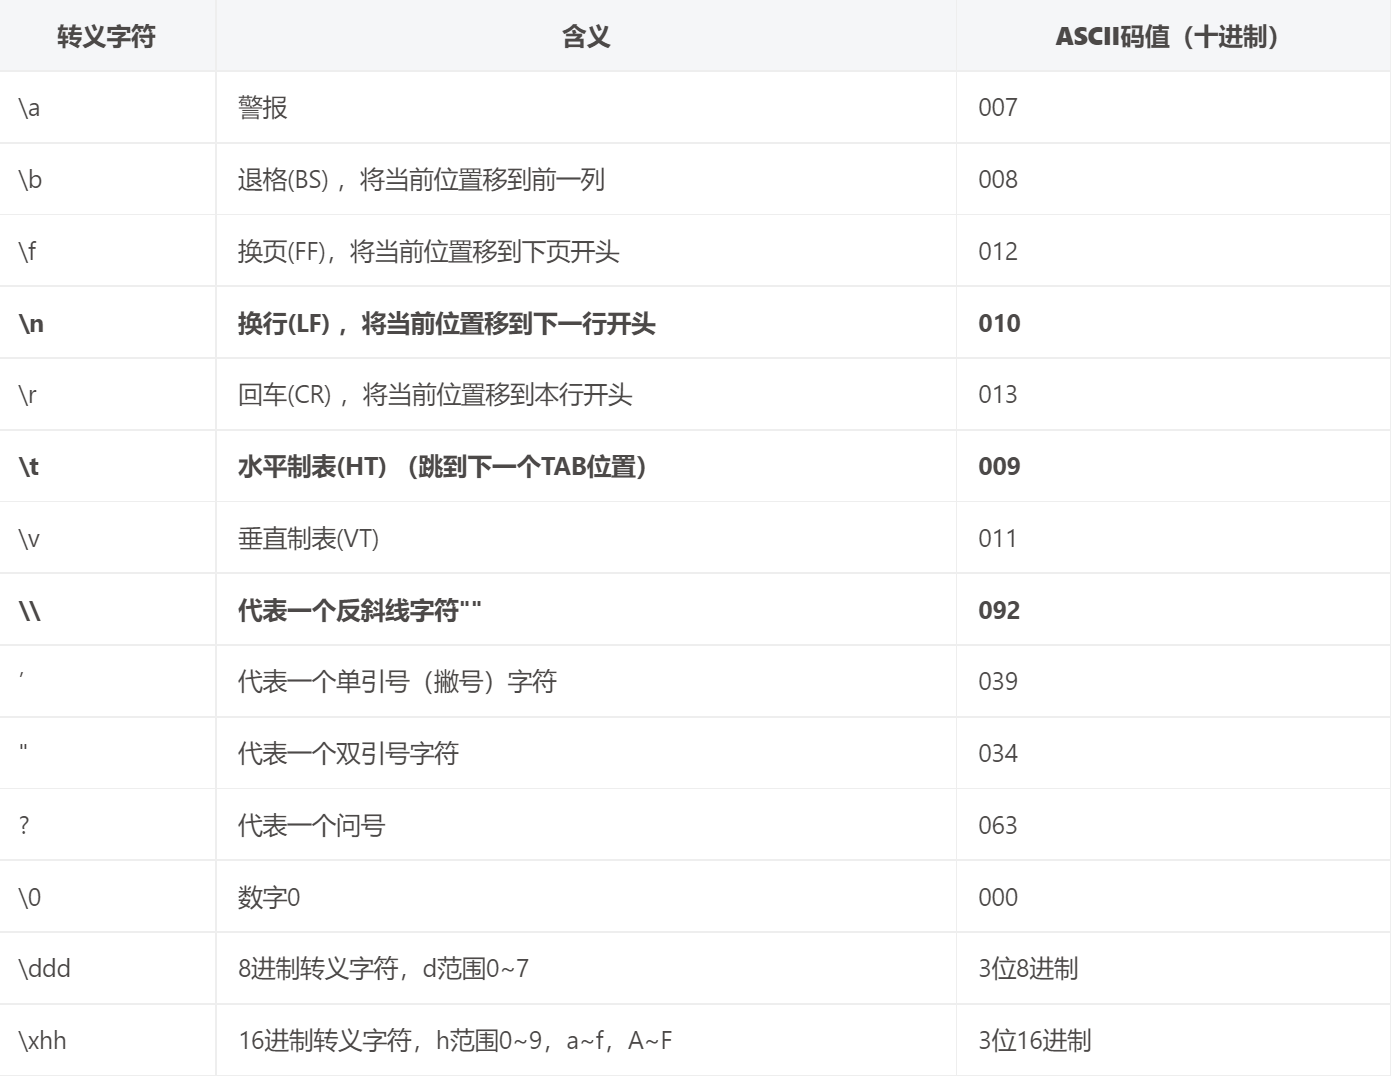 转义字符 含义 ASCII码值（十进制）
\a 警报 007
\b 退格(BS) ，将当前位置移到前一列 008
\f 换页(FF)，将当前位置移到下页开头 012
\n 换行(LF) ，将当前位置移到下一行开头 010
\r 回车(CR) ，将当前位置移到本行开头 013
\t 水平制表(HT) （跳到下一个TAB位置） 009
\v 垂直制表(VT) 011
\\ 代表一个反斜线字符"" 092
’ 代表一个单引号（撇号）字符 039
" 代表一个双引号字符 034
? 代表一个问号 063
\0 数字0 000
\ddd 8进制转义字符，d范围0~7 3位8进制
\xhh 16进制转义字符，h范围0~9，a~f，A~F 3位16进制